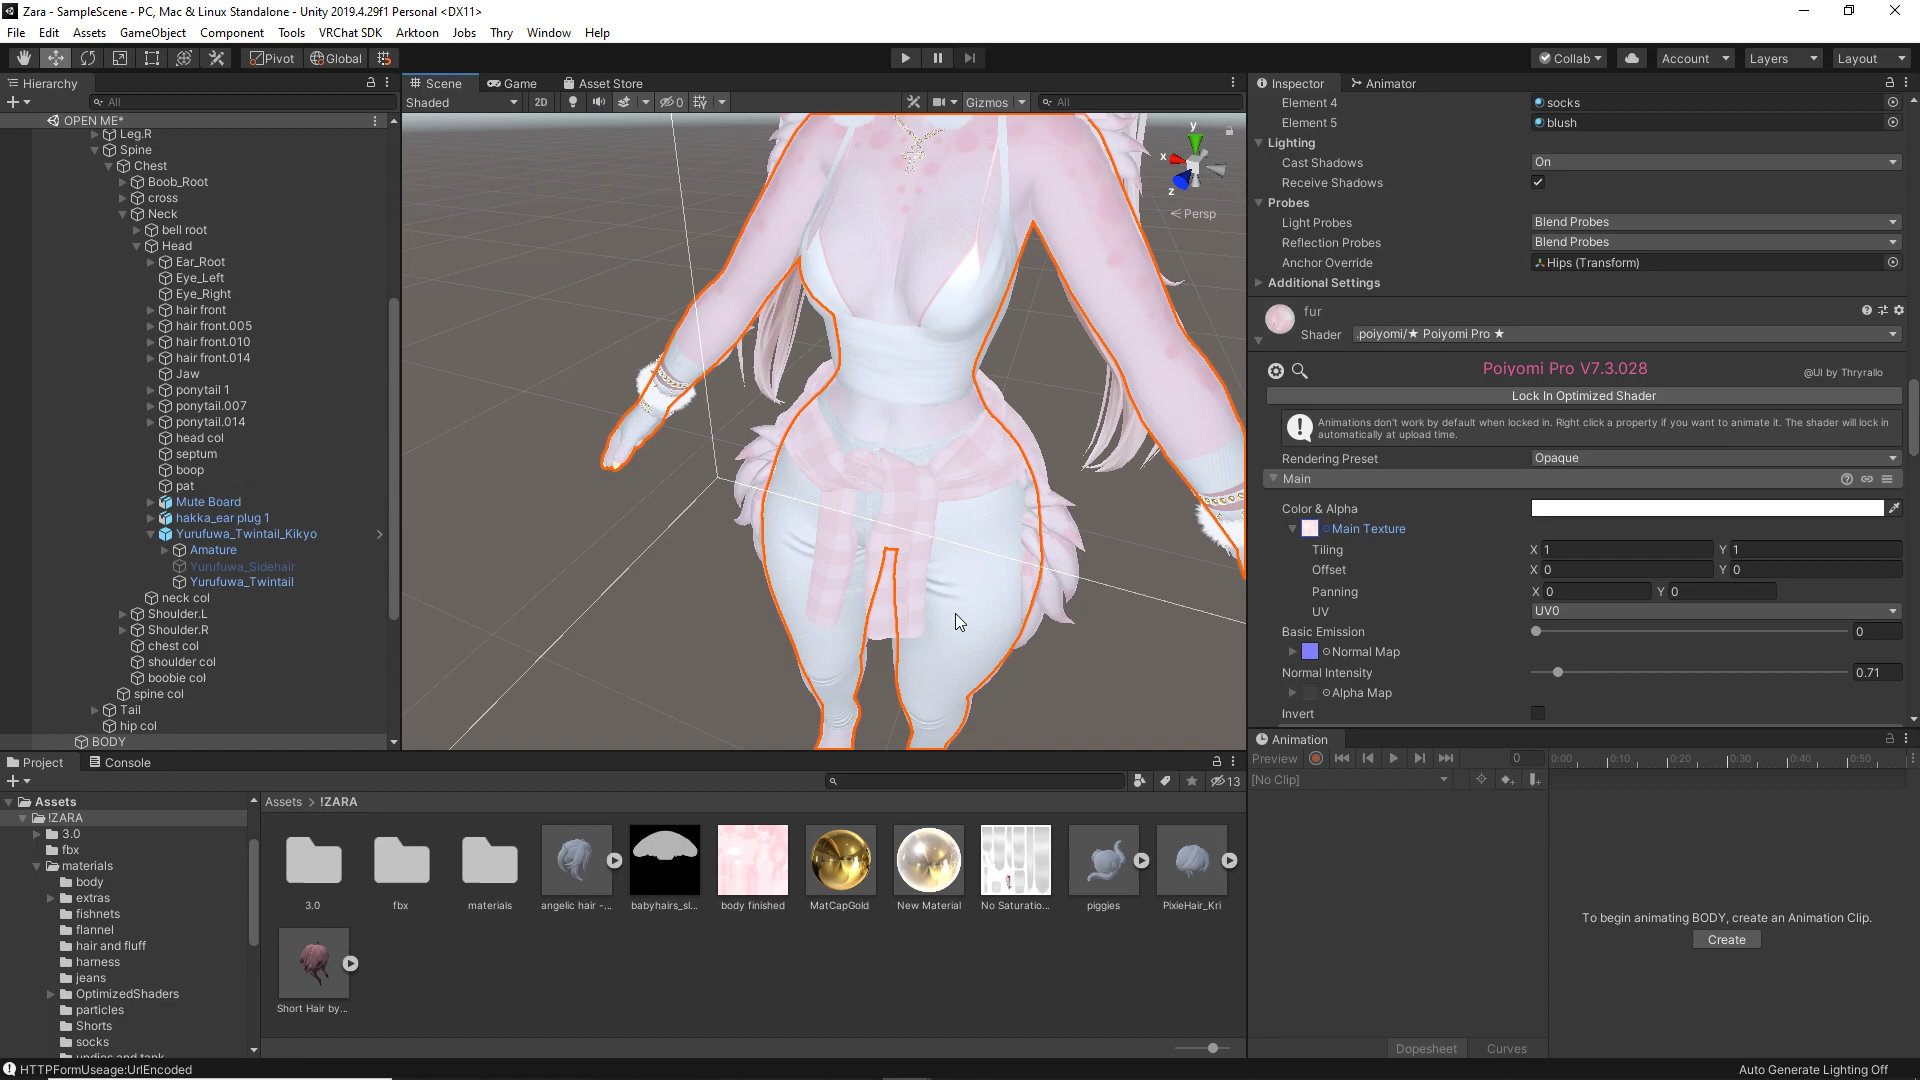 Zara - SampleScene - PC, Mac & Linux Standalone - Unity 2019.4.29f1 Personal <DX11>
File Edit Assets GameObject Component Tools VRChat SDK Arktoon Jobs Thry Window Help
Pivot Global Collab Account Layers Layout
Hierarchy
All
OPEN ME*
Leg.R
Spine
Chest
Boob_Root
cross
Neck
bell root
Head
Ear_Root
Eye_Left
Eye_Right
hair front
hair front.005
hair front.010
hair front.014
Jaw
ponytail 1
ponytail.007
ponytail.014
head col
septum
boop
pat
Mute Board
hakka_ear plug 1
Yurufuwa_Twintail_Kikyo
Amature
Yurufuwa_Sidehair
Yurufuwa_Twintail
neck col
Shoulder.L
Shoulder.R
chest col
shoulder col
boobie col
spine col
Tail
hip col
BODY
Scene Game Asset Store
Shaded 2D 0 Gizmos All
y
x
z
Persp
Inspector Animator
Element 4 socks
Element 5 blush
Lighting
Cast Shadows On
Receive Shadows
Probes
Light Probes Blend Probes
Reflection Probes Blend Probes
Anchor Override Hips (Transform)
Additional Settings
fur
Shader .poiyomi/★ Poiyomi Pro ★
Poiyomi Pro V7.3.028
@UI by Thryrallo
Lock In Optimized Shader
Animations don't work by default when locked in. Right click a property if you want to animate it. The shader will lock in
automatically at upload time.
Rendering Preset Opaque
Main
Color & Alpha
Main Texture
Tiling X 1 Y 1
Offset X 0 Y 0
Panning X 0 Y 0
UV UV0
Basic Emission 0
Normal Map
Normal Intensity 0.71
Alpha Map
Invert
Animation
Preview 0 0:00 0:10 0:20 0:30 0:40 0:50
[No Clip]
To begin animating BODY, create an Animation Clip.
Create
Dopesheet Curves
Project Console
13
Assets
!ZARA
3.0
fbx
materials
body
extras
fishnets
flannel
hair and fluff
harness
jeans
OptimizedShaders
particles
Shorts
socks
undies and tank
Assets > !ZARA
3.0 fbx materials angelic hair -... babyhairs_sl... body finished MatCapGold New Material No Saturatio... piggies PixieHair_Kri
Short Hair by...
HTTPFormUseage:UrlEncoded
Auto Generate Lighting Off